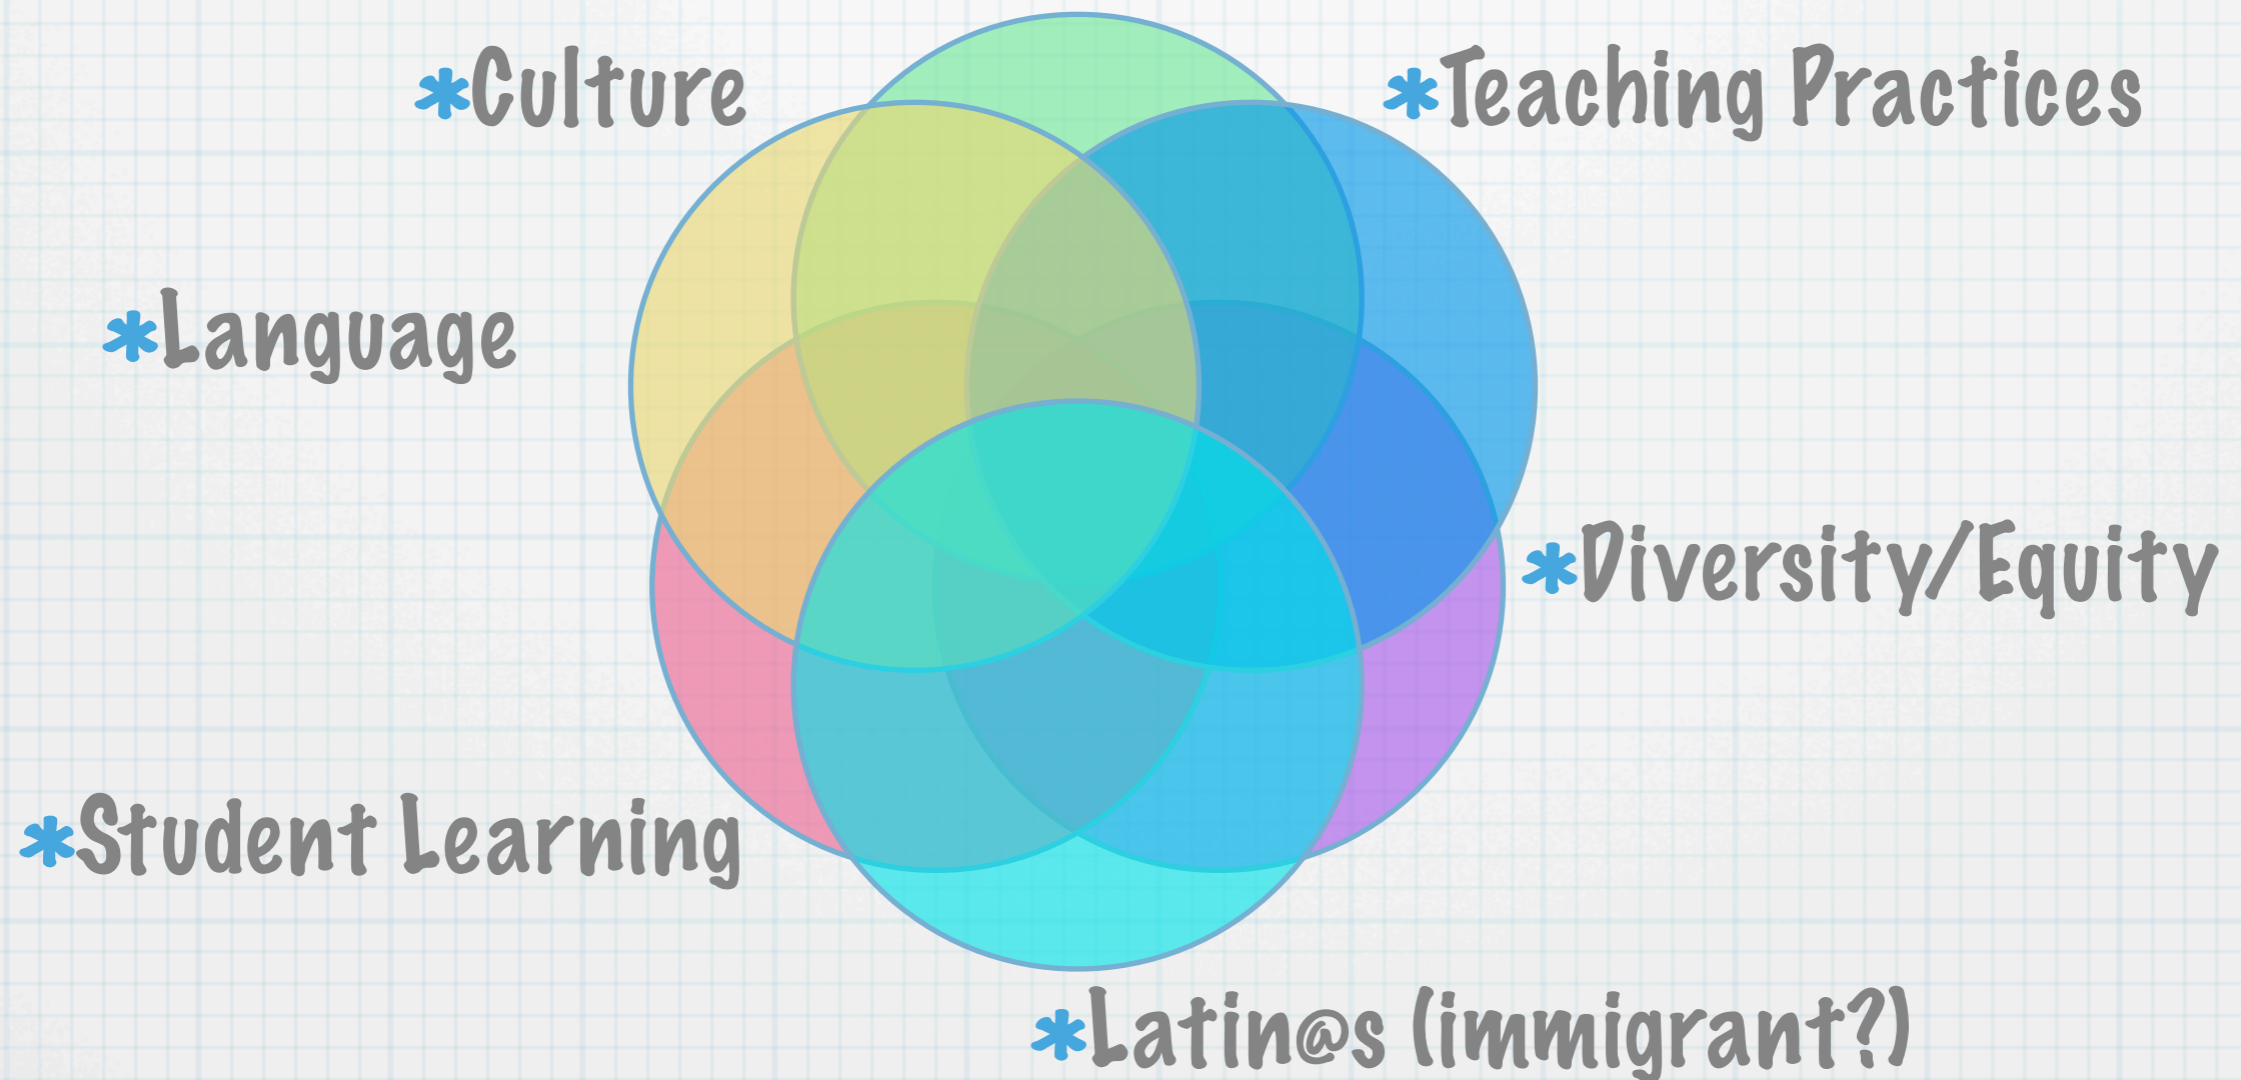 *Culture
*Teaching Practices
*Language
*Diversity/Equity
*Student Learning
*Latin@s (immigrant?)